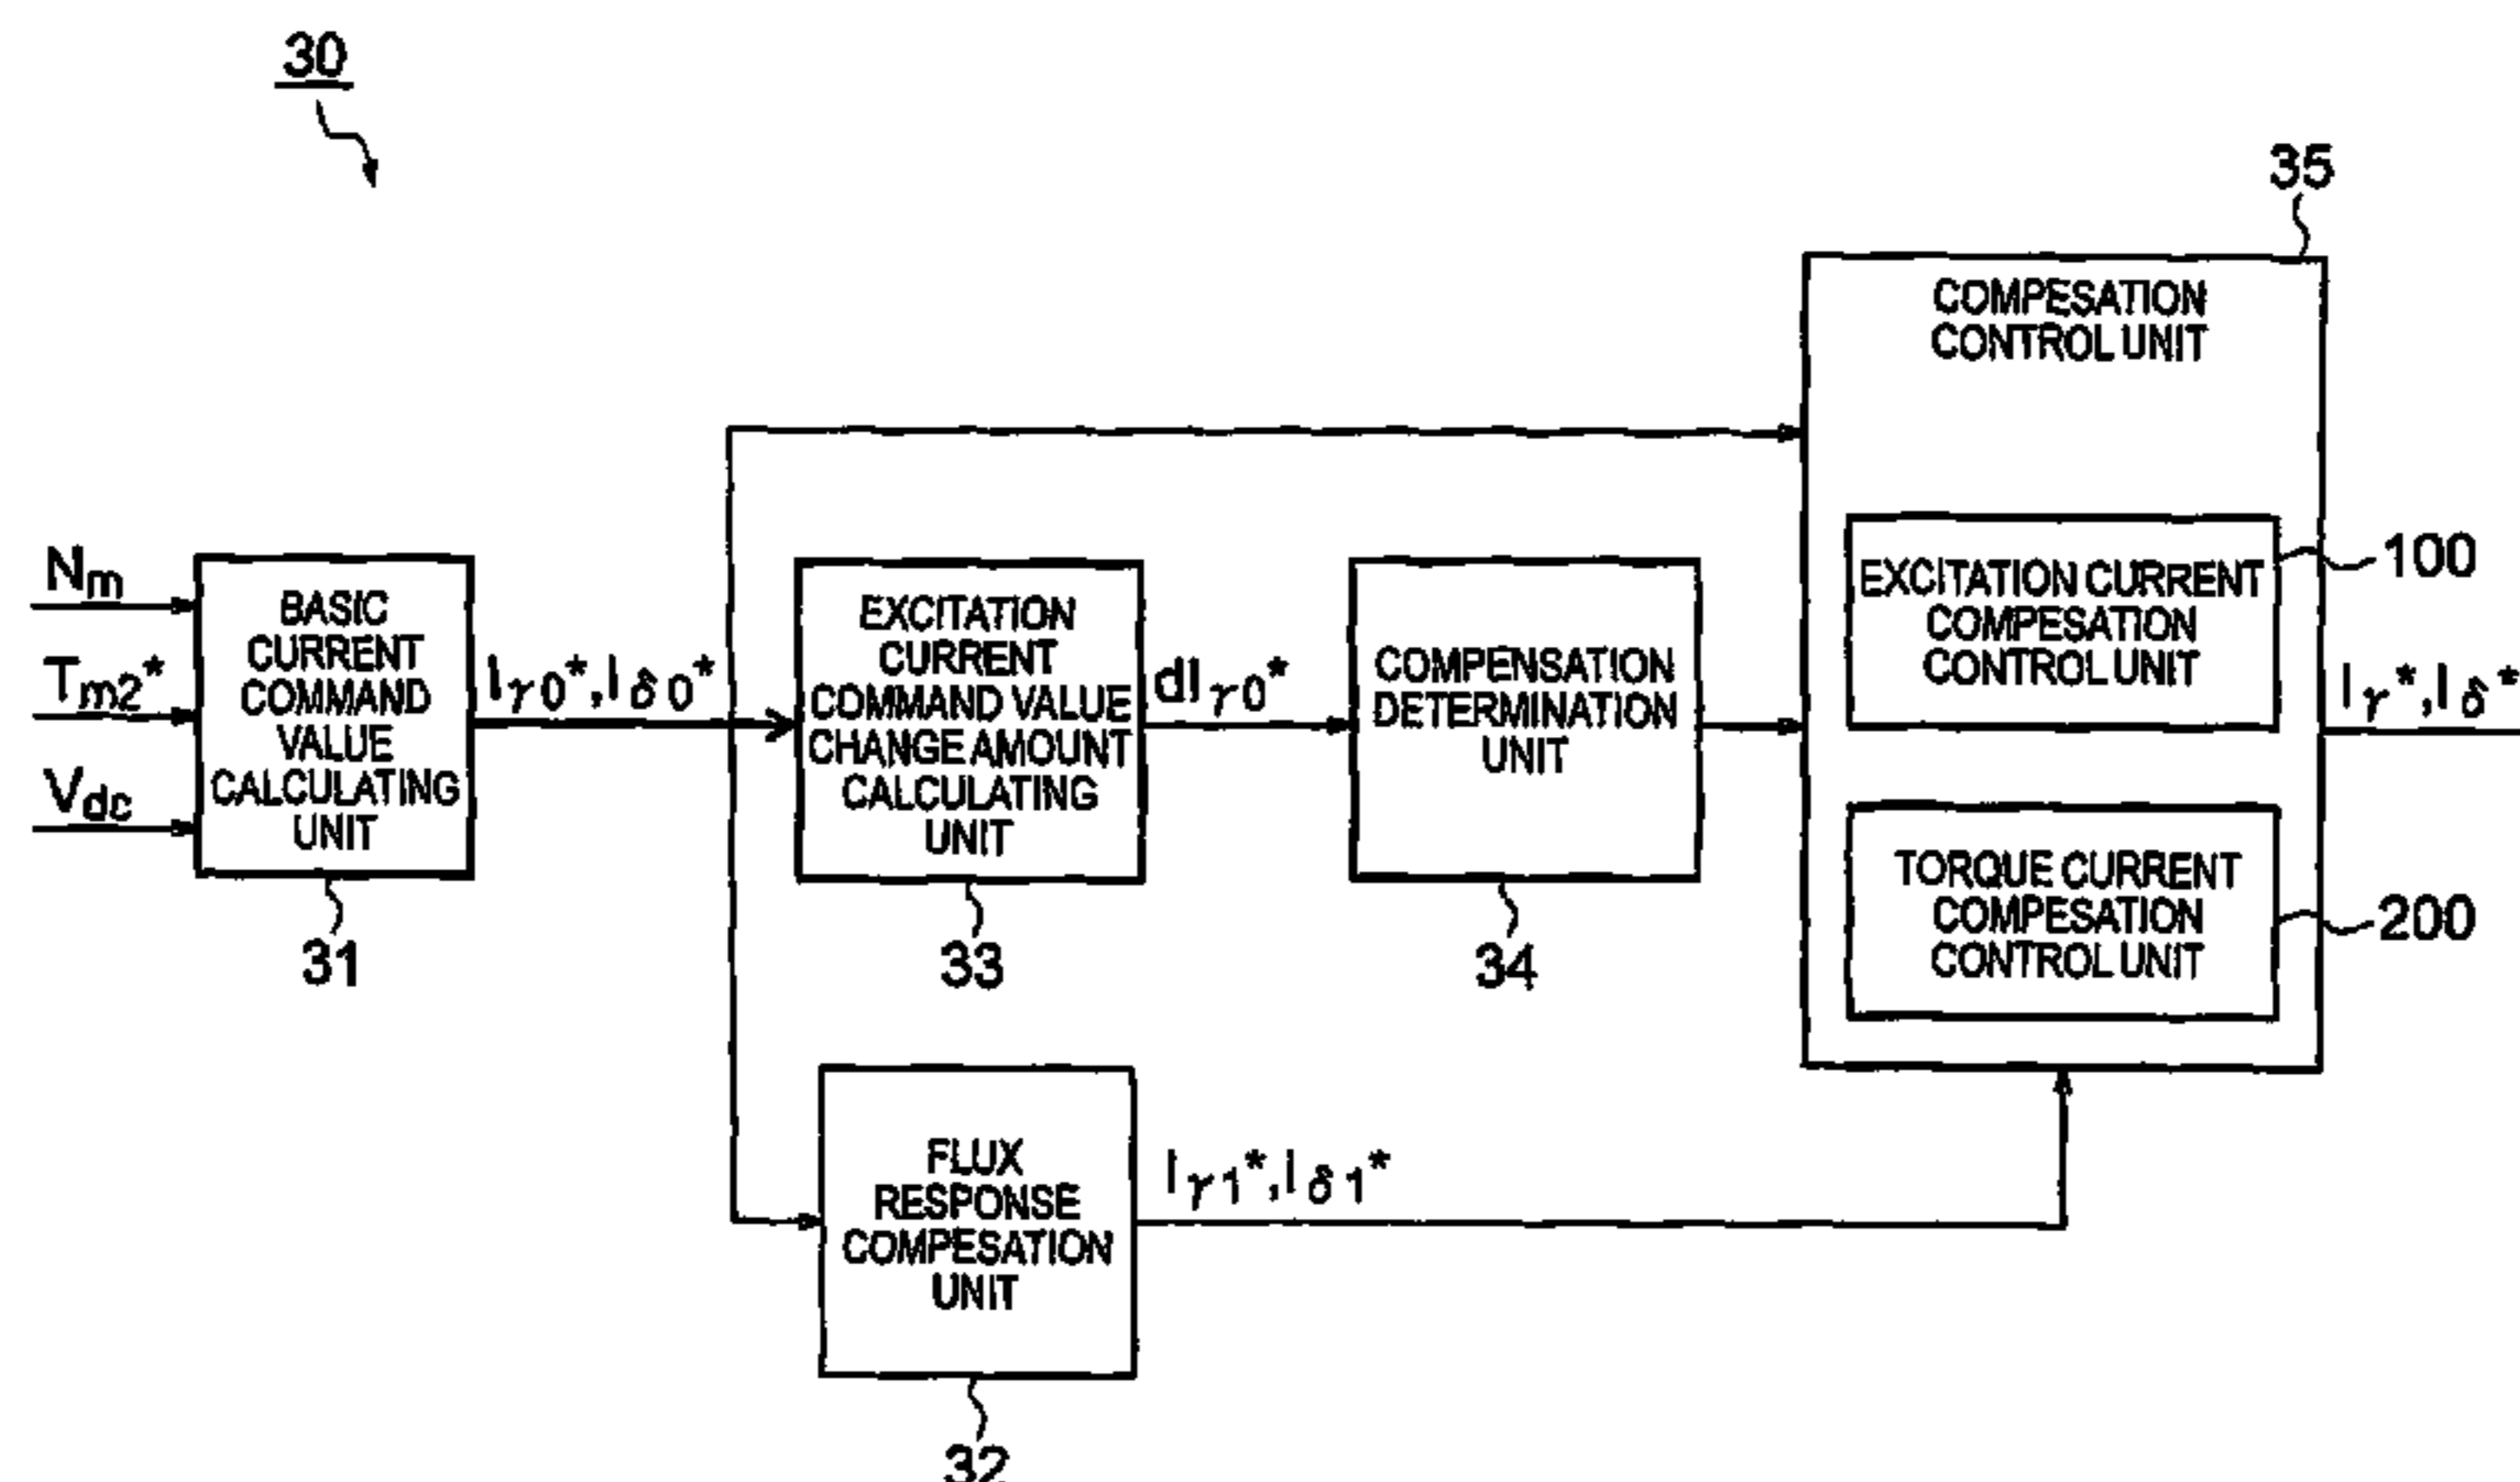 30
35
COMPESATION
CONTROL UNIT
EXCITATION CURRENT
COMPESATION
CONTROL UNIT
100
TORQUE CURRENT
COMPESATION
CONTROL UNIT
200
Nm
Tm2*
Vdc
BASIC
CURRENT
COMMAND
VALUE
CALCULATING
UNIT
31
Iγ0*,Iδ0*
EXCITATION
CURRENT
COMMAND VALUE
CHANGE AMOUNT
CALCULATING
UNIT
33
dIγ0*
COMPENSATION
DETERMINATION
UNIT
34
Iγ*,Iδ*
FLUX
RESPONSE
COMPESATION
UNIT
32
Iγ1*,Iδ1*